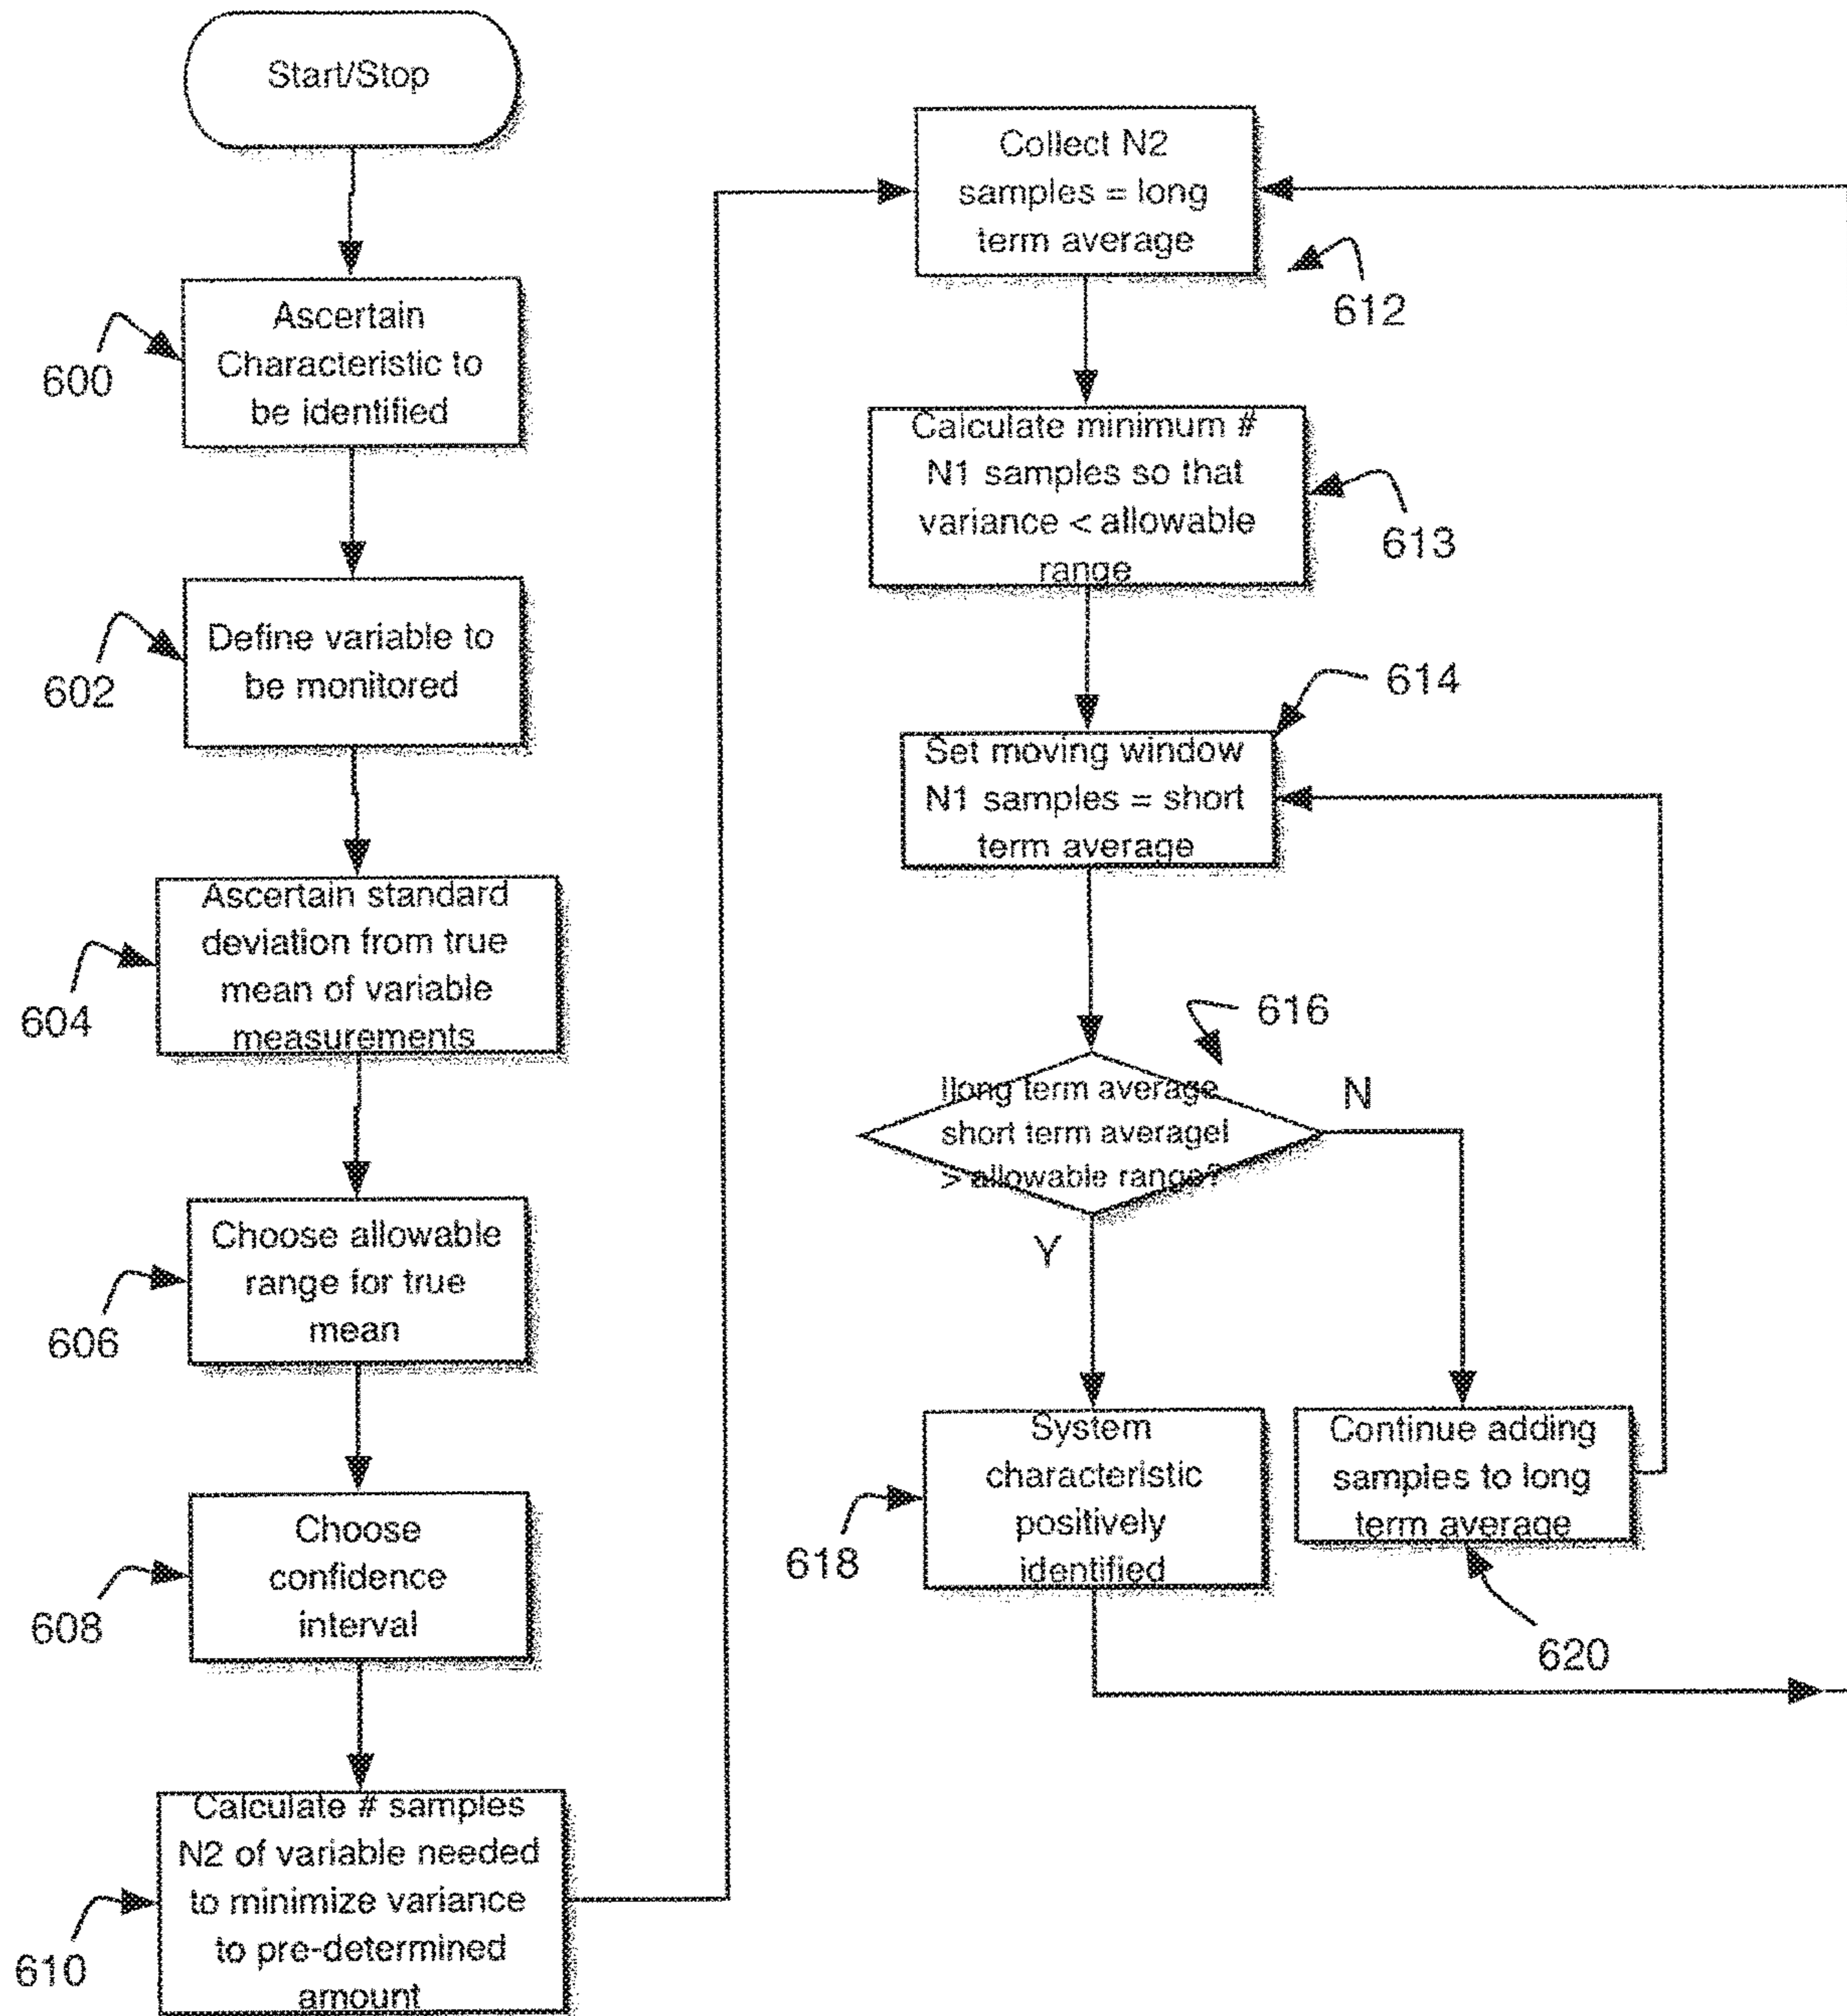 Start/Stop
Ascertain
Characteristic to
be identified
600
Define variable to
be monitored
602
Ascertain standard
deviation from true
mean of variable
measurements
604
Choose allowable
range for true
mean
606
Choose
confidence
interval
608
Calculate # samples
N2 of variable needed
to minimize variance
to pre-determined
amount
610
Collect N2
samples = long
term average
612
Calculate minimum #
N1 samples so that
variance < allowable
range
613
Set moving window
N1 samples = short
term average
614
616
|long term average
short term average|
> allowable range?
N
Y
System
characteristic
positively
identified
618
Continue adding
samples to long
term average
620